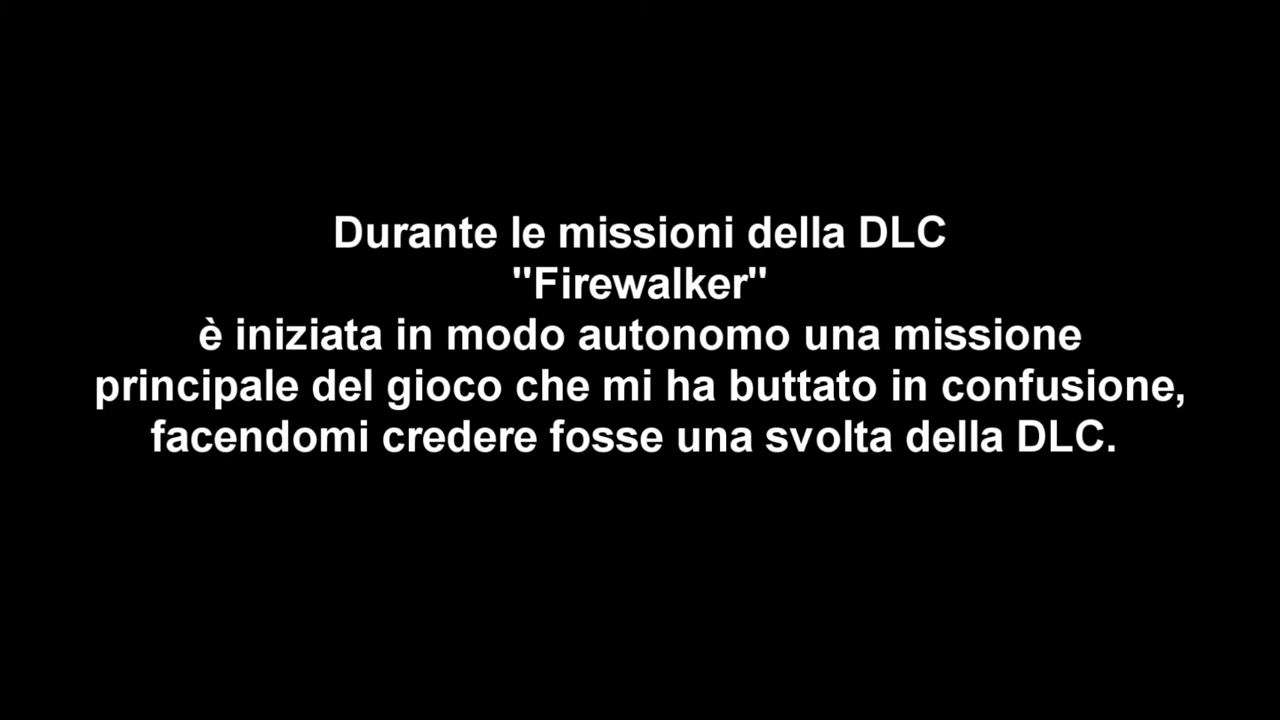 Durante le missioni della DLC
"Firewalker"
è iniziata in modo autonomo una missione
principale del gioco che mi ha buttato in confusione,
facendomi credere fosse una svolta della DLC.